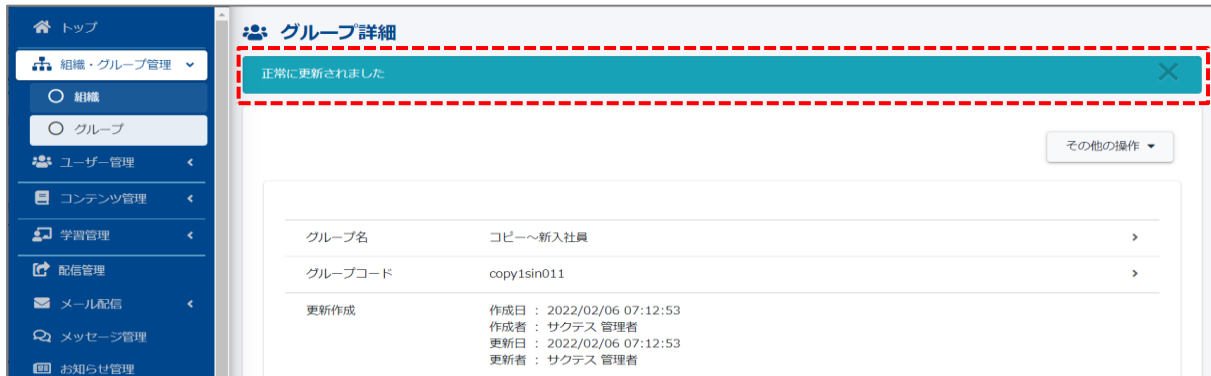 トップ
組織・グループ管理
組織
グループ
ユーザー管理
コンテンツ管理
学習管理
配信管理
メール配信
メッセージ管理
お知らせ管理
グループ詳細
正常に更新されました
その他の操作
グループ名 コピー～新入社員
グループコード copy1sin011
更新作成 作成日 : 2022/02/06 07:12:53
作成者 : サクテス 管理者
更新日 : 2022/02/06 07:12:53
更新者 : サクテス 管理者